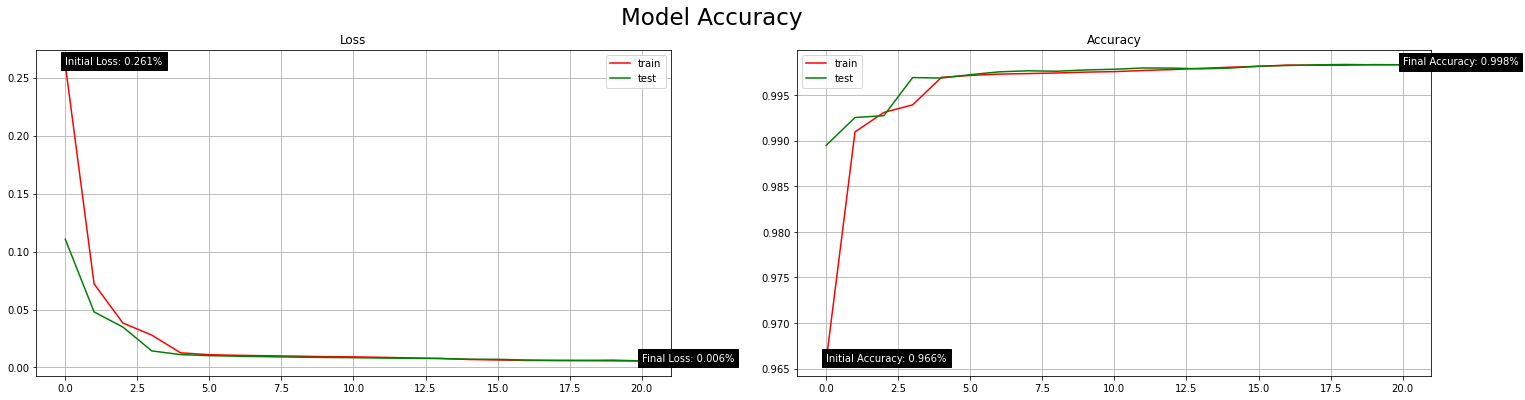 Model Accuracy
Loss
Initial Loss: 0.261%
train
test
0.25
0.20
0.15
0.10
0.05
0.00
Final Loss: 0.006%
0.0 2.5 5.0 7.5 10.0 12.5 15.0 17.5 20.0
Accuracy
train
test
Final Accuracy: 0.998%
0.995
0.990
0.985
0.980
0.975
0.970
0.965
Initial Accuracy: 0.966%
0.0 2.5 5.0 7.5 10.0 12.5 15.0 17.5 20.0